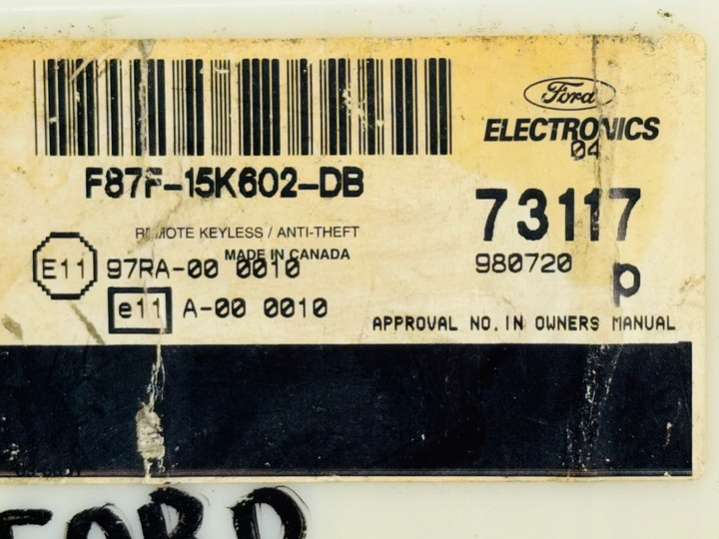 Ford
ELECTRONICS
04
F87F-15K602-DB
73117
REMOTE KEYLESS / ANTI-THEFT
MADE IN CANADA
980720
E11 97RA-00 0010
p
e11 A-00 0010
APPROVAL NO. IN OWNERS MANUAL
FORD